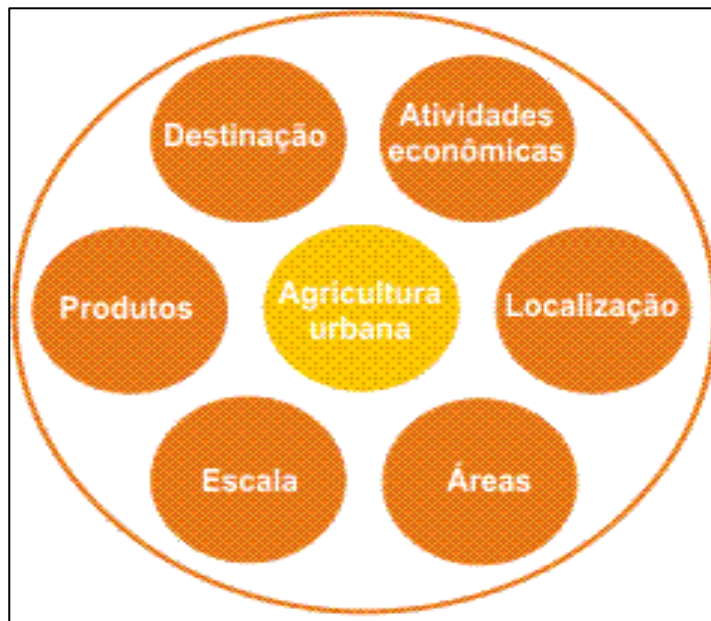 Destinação
Atividades
econômicas
Produtos
Agricultura
urbana
Localização
Escala
Áreas